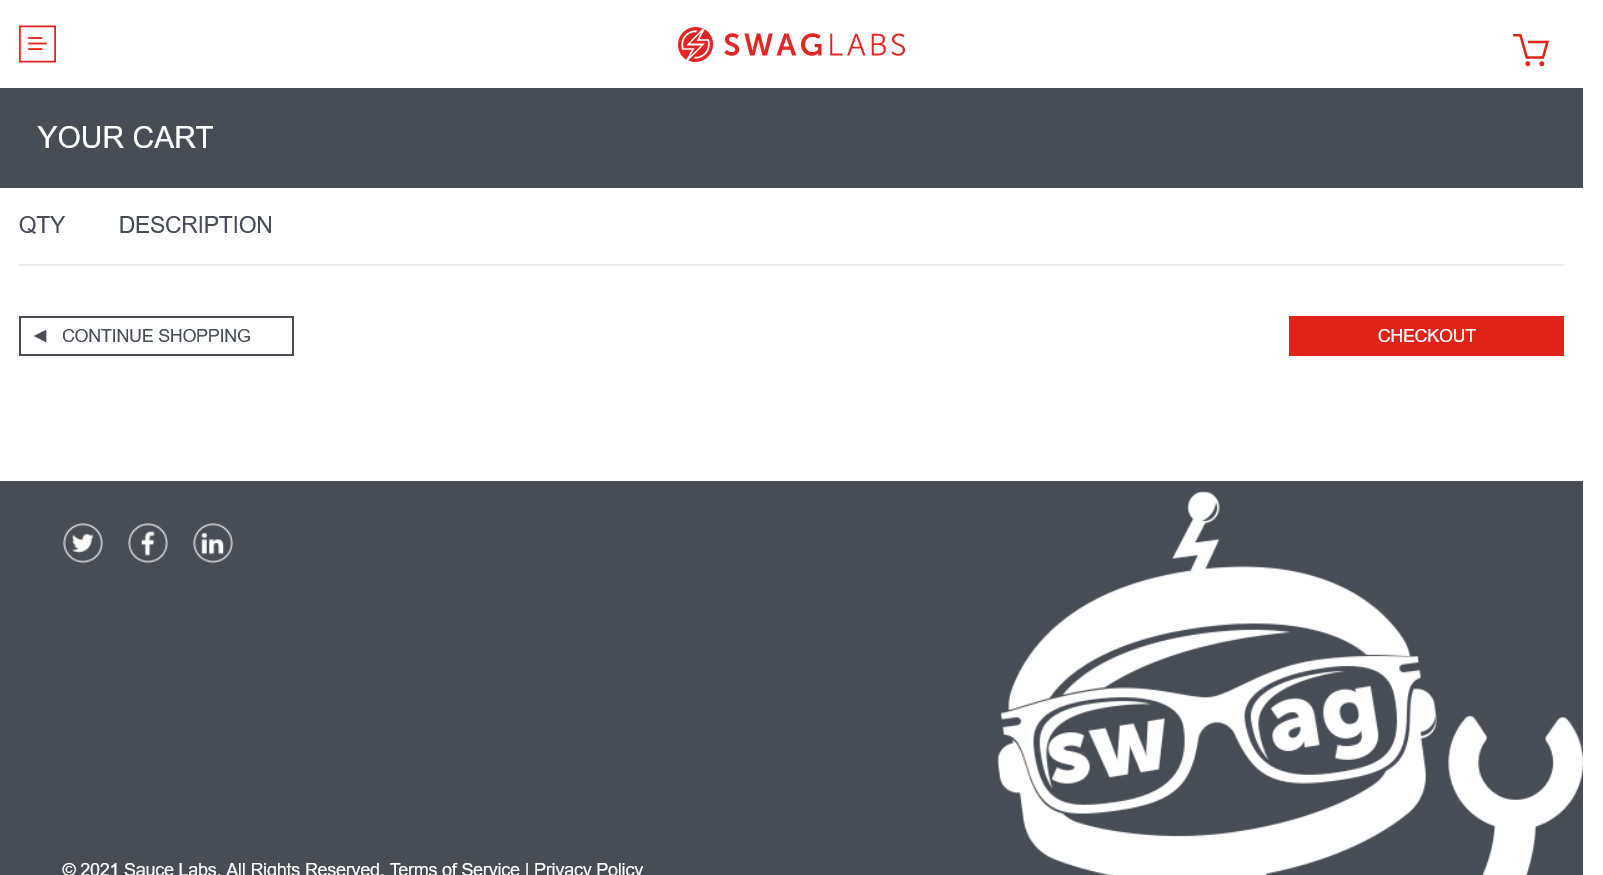 SWAGLABS
YOUR CART
QTY DESCRIPTION
◄ CONTINUE SHOPPING
CHECKOUT
sw ag
© 2021 Sauce Labs. All Rights Reserved. Terms of Service | Privacy Policy